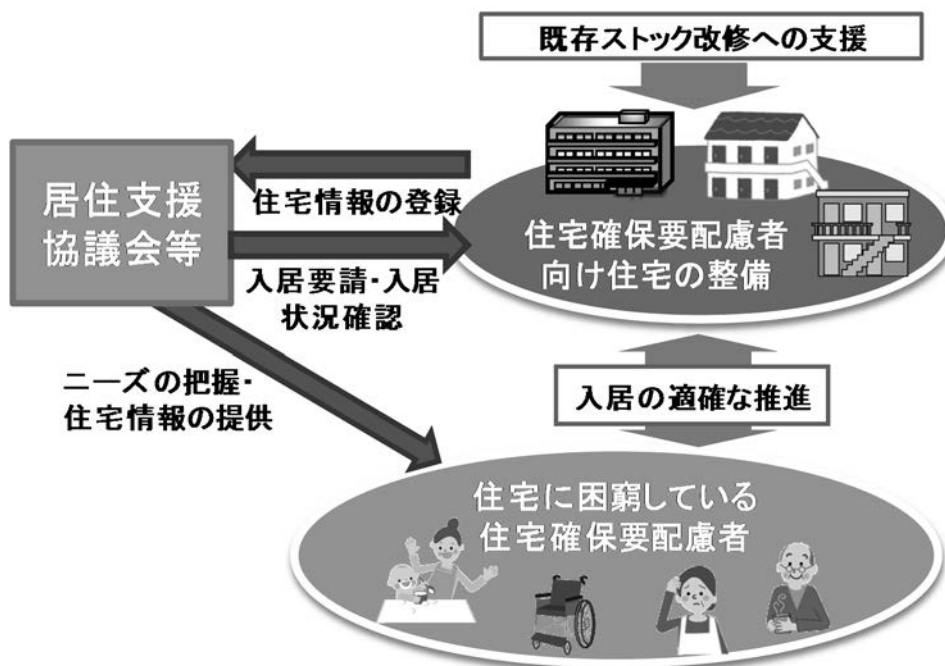 既存ストック改修への支援
居住支援
協議会等
住宅情報の登録
入居要請・入居
状況確認
住宅確保要配慮者
向け住宅の整備
ニーズの把握・
住宅情報の提供
入居の適確な推進
住宅に困窮している
住宅確保要配慮者